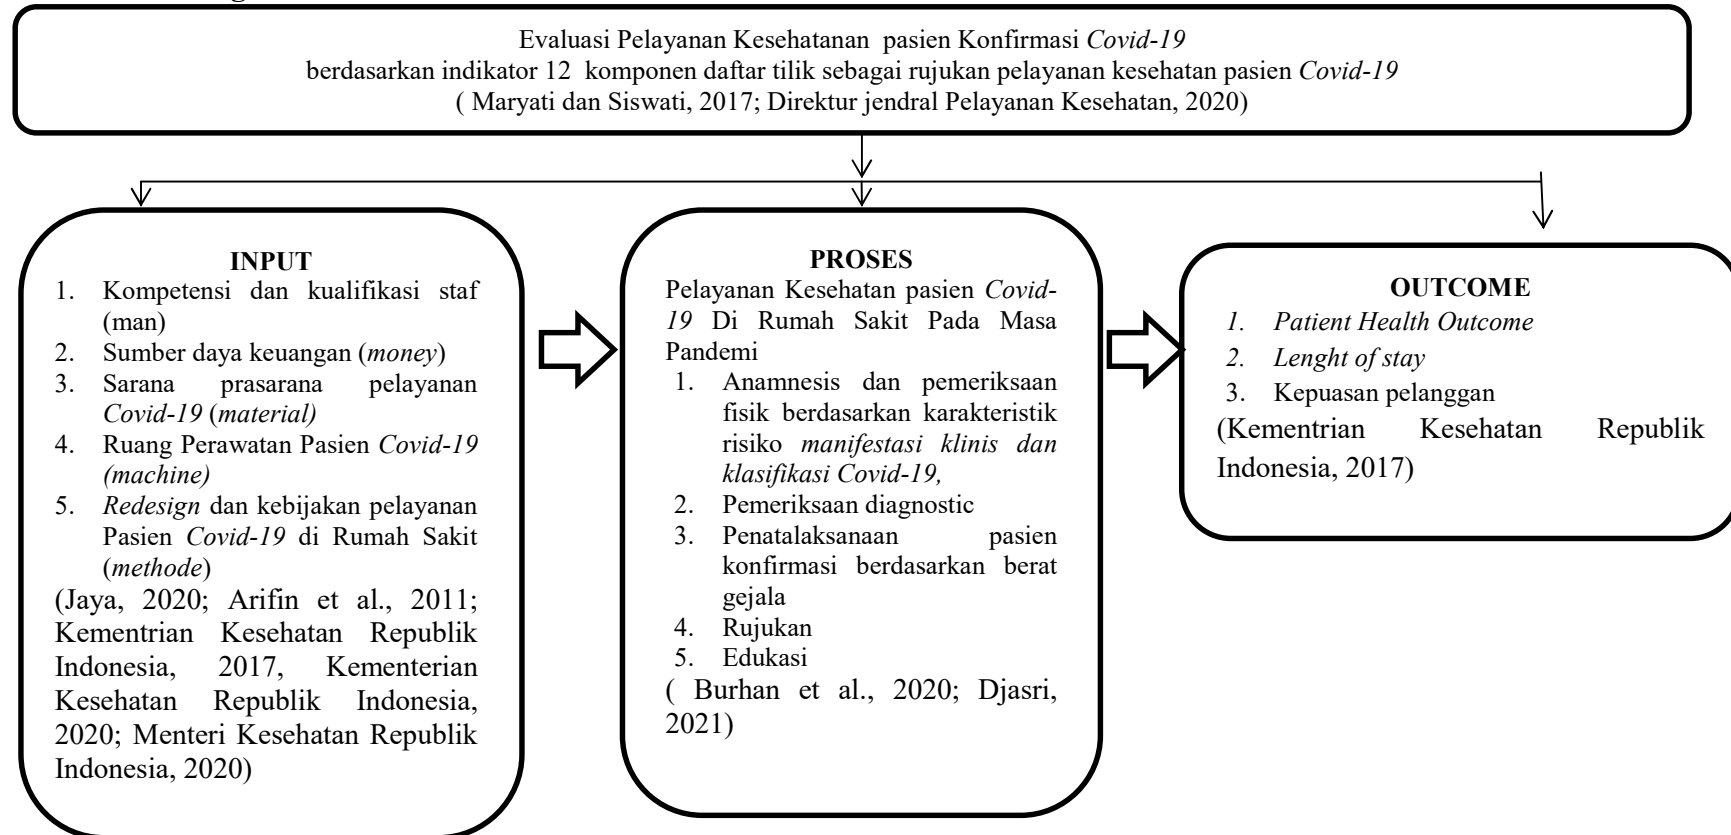 Evaluasi Pelayanan Kesehatanan pasien Konfirmasi Covid-19
berdasarkan indikator 12 komponen daftar tilik sebagai rujukan pelayanan kesehatan pasien Covid-19
( Maryati dan Siswati, 2017; Direktur jendral Pelayanan Kesehatan, 2020)
INPUT
1. Kompetensi dan kualifikasi staf
(man)
2. Sumber daya keuangan (money)
3. Sarana prasarana pelayanan
Covid-19 (material)
4. Ruang Perawatan Pasien Covid-19
(machine)
5. Redesign dan kebijakan pelayanan
Pasien Covid-19 di Rumah Sakit
(methode)
(Jaya, 2020; Arifin et al., 2011;
Kementrian Kesehatan Republik
Indonesia, 2017, Kementerian
Kesehatan Republik Indonesia,
2020; Menteri Kesehatan Republik
Indonesia, 2020)
PROSES
Pelayanan Kesehatan pasien Covid-
19 Di Rumah Sakit Pada Masa
Pandemi
1. Anamnesis dan pemeriksaan
fisik berdasarkan karakteristik
risiko manifestasi klinis dan
klasifikasi Covid-19,
2. Pemeriksaan diagnostic
3. Penatalaksanaan pasien
konfirmasi berdasarkan berat
gejala
4. Rujukan
5. Edukasi
( Burhan et al., 2020; Djasri,
2021)
OUTCOME
1. Patient Health Outcome
2. Lenght of stay
3. Kepuasan pelanggan
(Kementrian Kesehatan Republik
Indonesia, 2017)